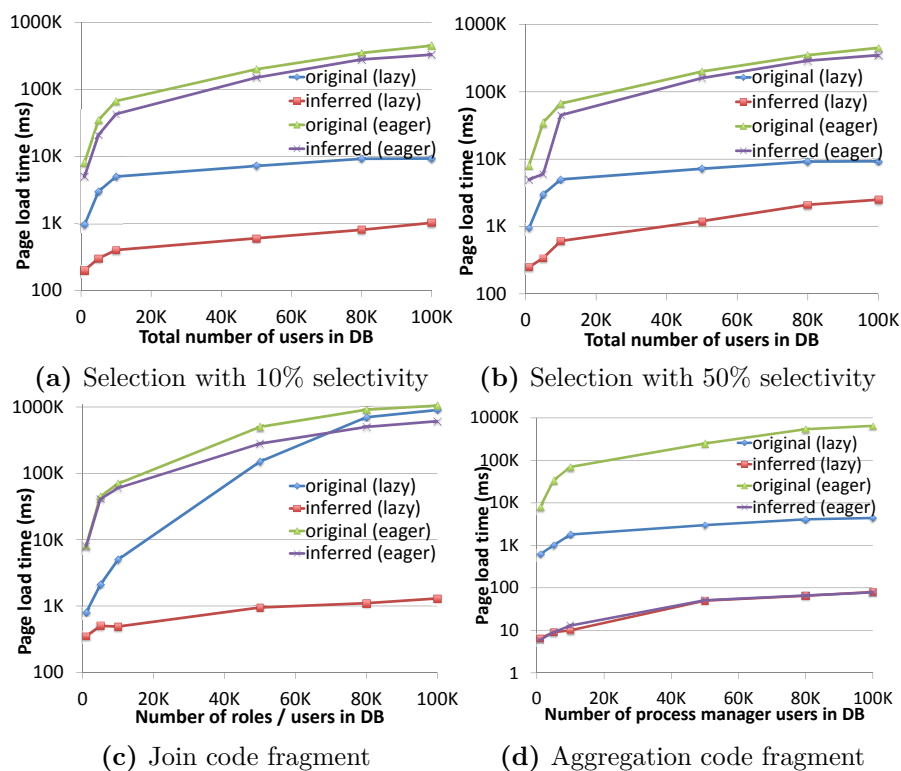 1000K
100K
10K
1K
100
Page load time (ms)
original (lazy)
inferred (lazy)
original (eager)
inferred (eager)
0 20K 40K 60K 80K 100K
Total number of users in DB
(a) Selection with 10% selectivity
1000K
100K
10K
1K
100
Page load time (ms)
original (lazy)
inferred (lazy)
original (eager)
inferred (eager)
0 20K 40K 60K 80K 100K
Total number of users in DB
(b) Selection with 50% selectivity
1000K
100K
10K
1K
100
Page load time (ms)
original (lazy)
inferred (lazy)
original (eager)
inferred (eager)
0 20K 40K 60K 80K 100K
Number of roles / users in DB
(c) Join code fragment
1000K
100K
10K
1K
100
10
1
Page load time (ms)
original (lazy)
inferred (lazy)
original (eager)
inferred (eager)
0 20K 40K 60K 80K 100K
Number of process manager users in DB
(d) Aggregation code fragment